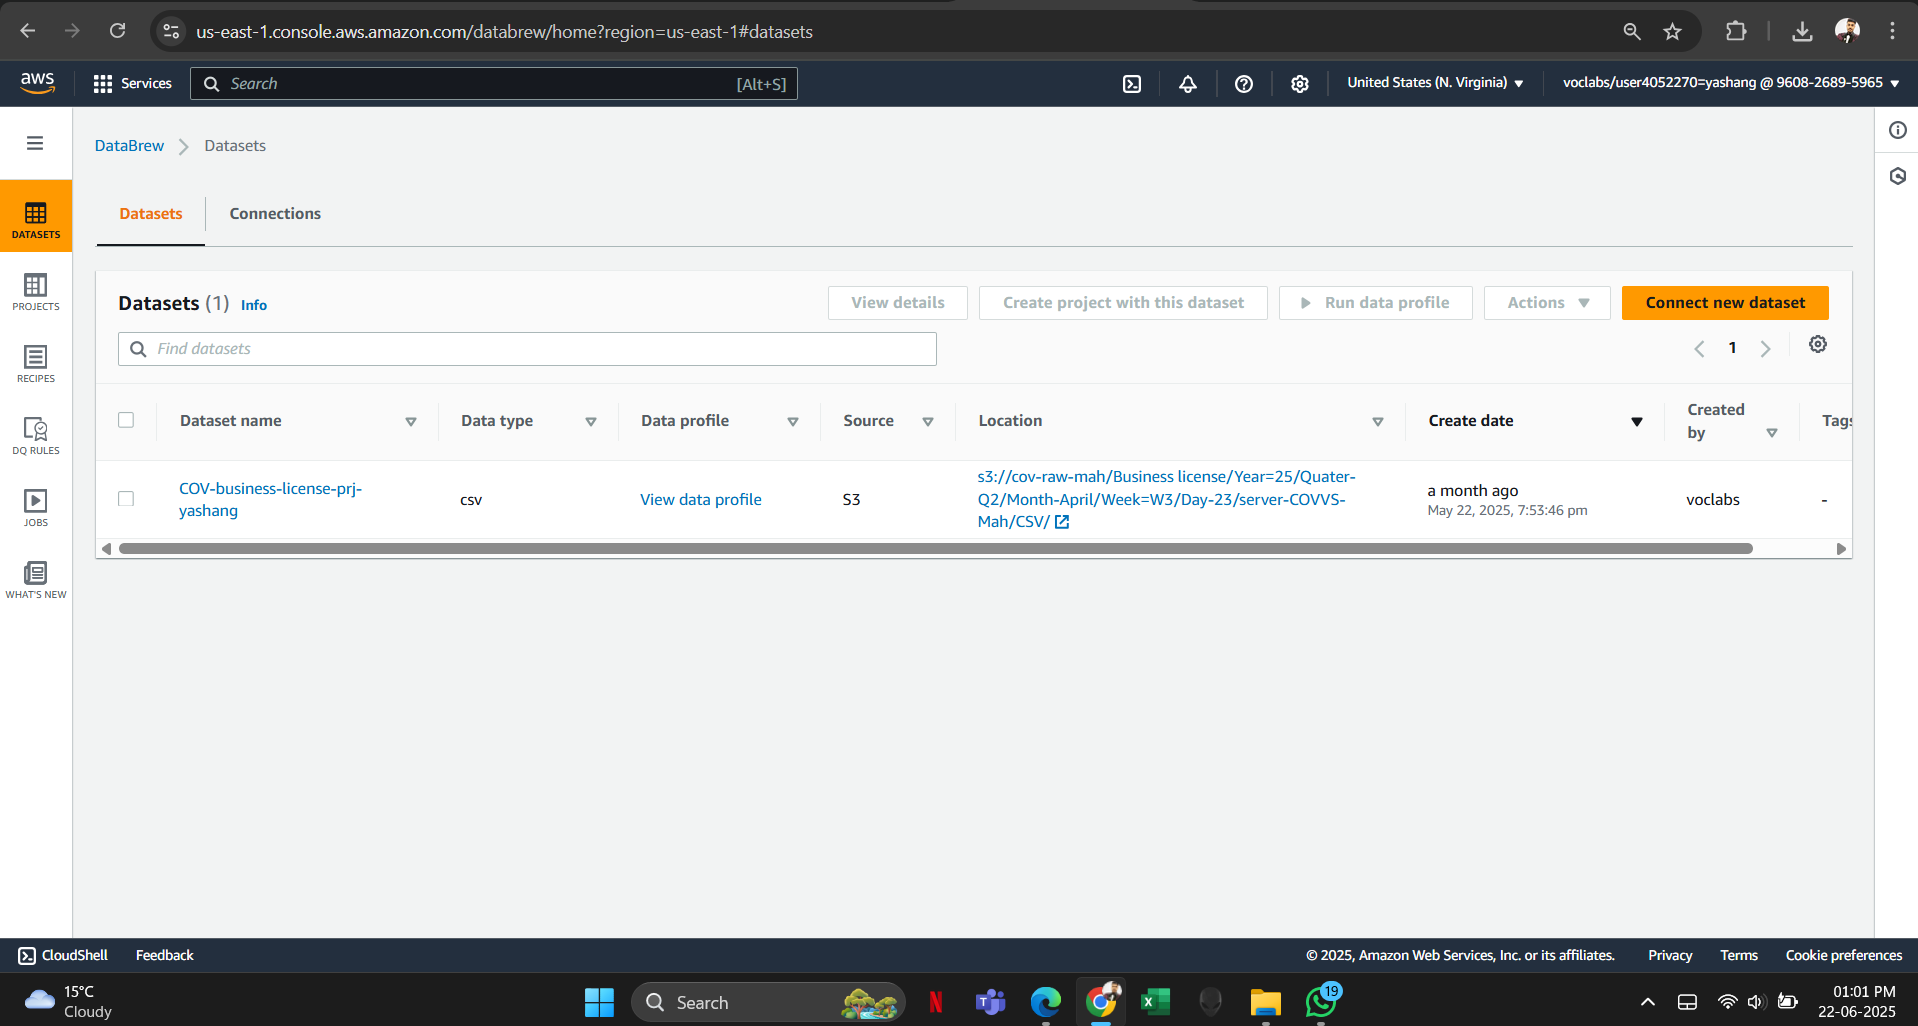 us-east-1.console.aws.amazon.com/databrew/home?region=us-east-1#datasets
aws
Services
Search
[Alt+S]
United States (N. Virginia)
voclabs/user4052270=yashang @ 9608-2689-5965
DataBrew
Datasets
DATASETS
PROJECTS
RECIPES
DQ RULES
JOBS
WHAT'S NEW
Datasets
Connections
Datasets (1) Info
View details
Create project with this dataset
Run data profile
Actions
Connect new dataset
Find datasets
1
Dataset name
Data type
Data profile
Source
Location
Create date
Created
by
Tags
COV-business-license-prj-
yashang
csv
View data profile
S3
s3://cov-raw-mah/Business license/Year=25/Quater-
Q2/Month-April/Week=W3/Day-23/server-COVVS-
Mah/CSV/
a month ago
May 22, 2025, 7:53:46 pm
voclabs
-
CloudShell
Feedback
© 2025, Amazon Web Services, Inc. or its affiliates.
Privacy
Terms
Cookie preferences
15°C
Cloudy
Search
19
01:01 PM
22-06-2025